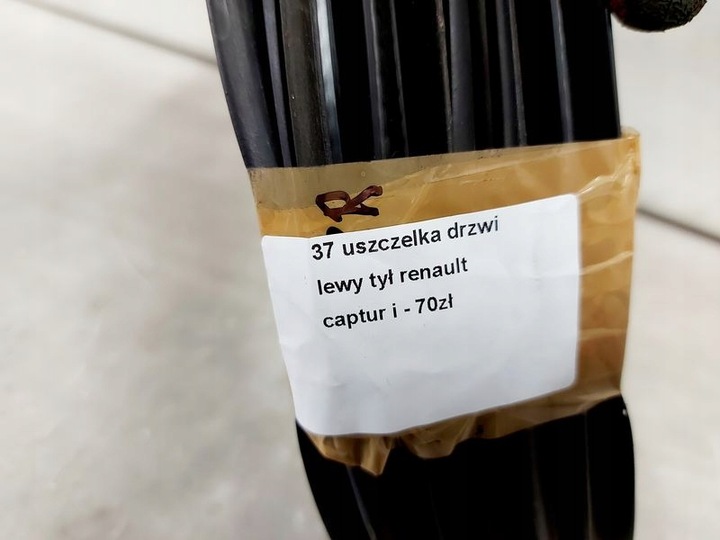 37 uszczelka drzwi
lewy tył renault
captur i - 70zł